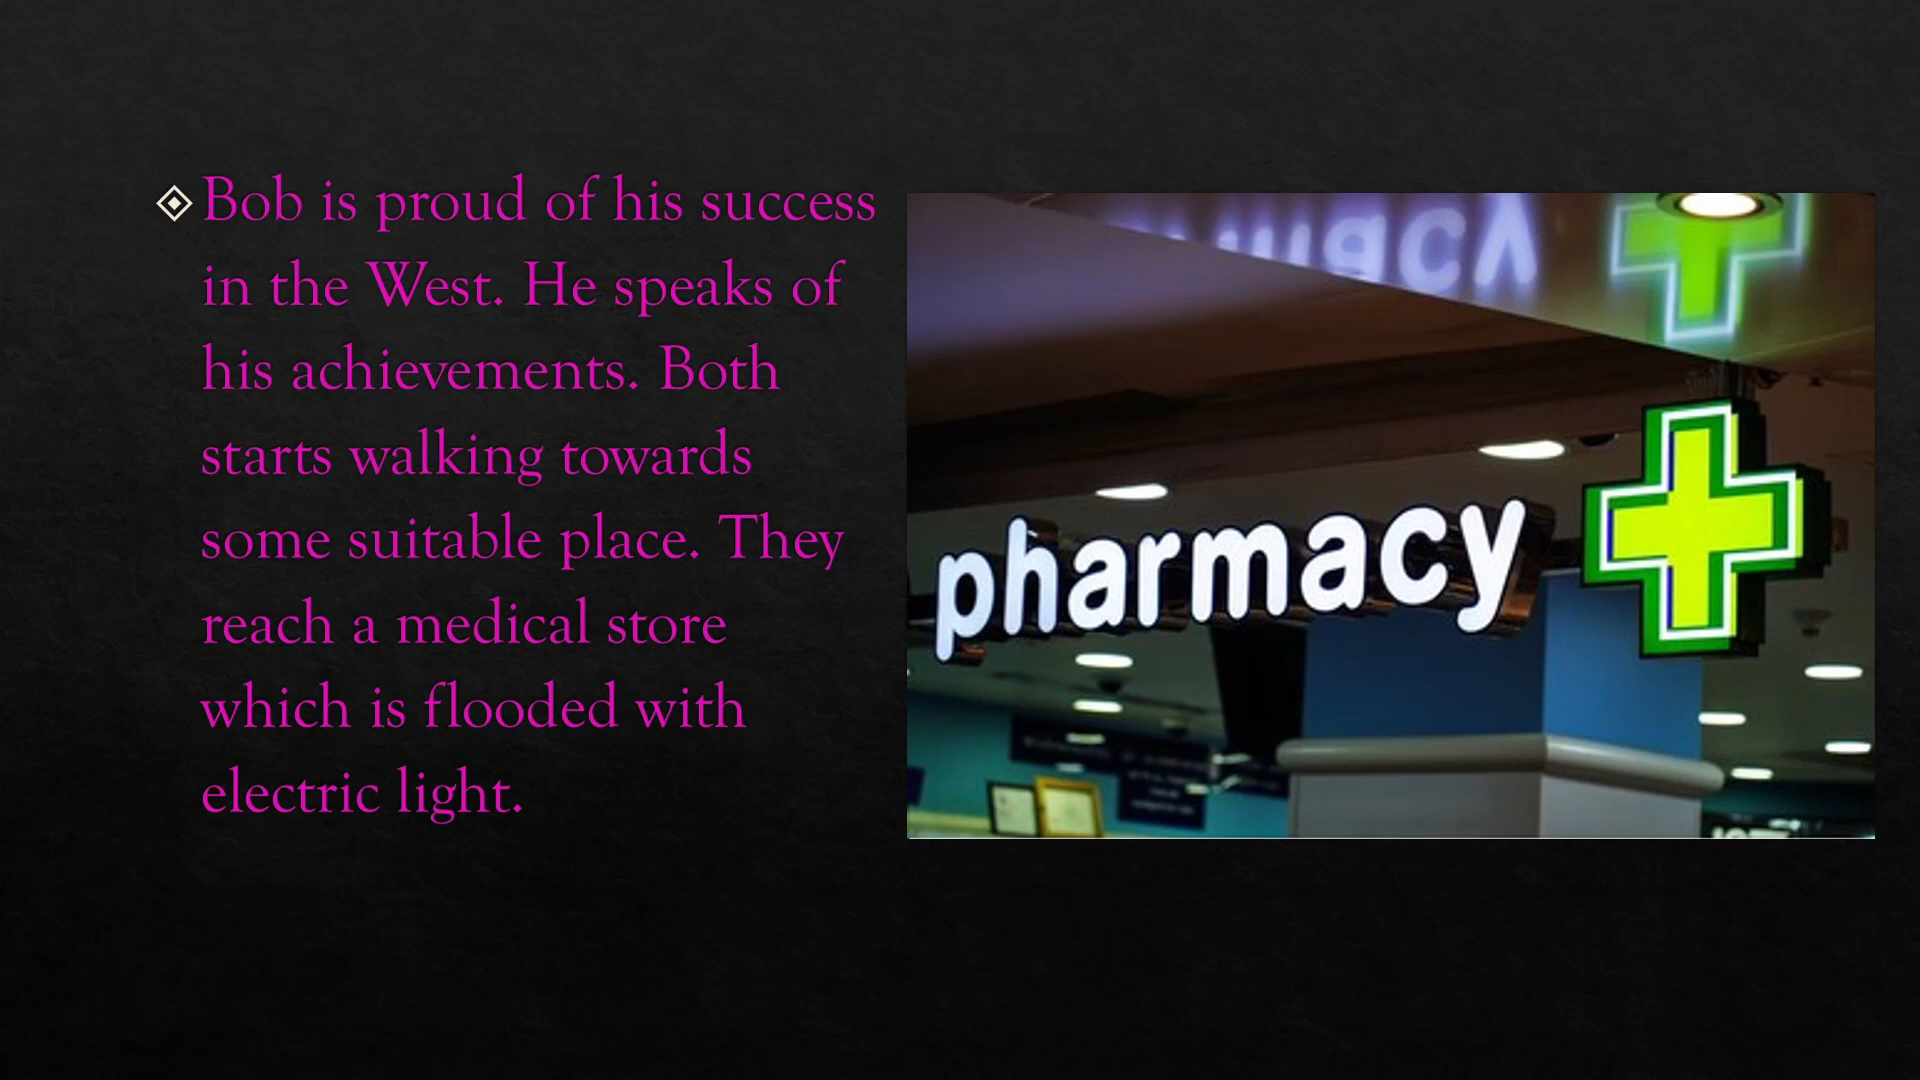 Bob is proud of his success
in the West. He speaks of
his achievements. Both
starts walking towards
some suitable place. They
reach a medical store
which is flooded with
electric light.
pharmacy